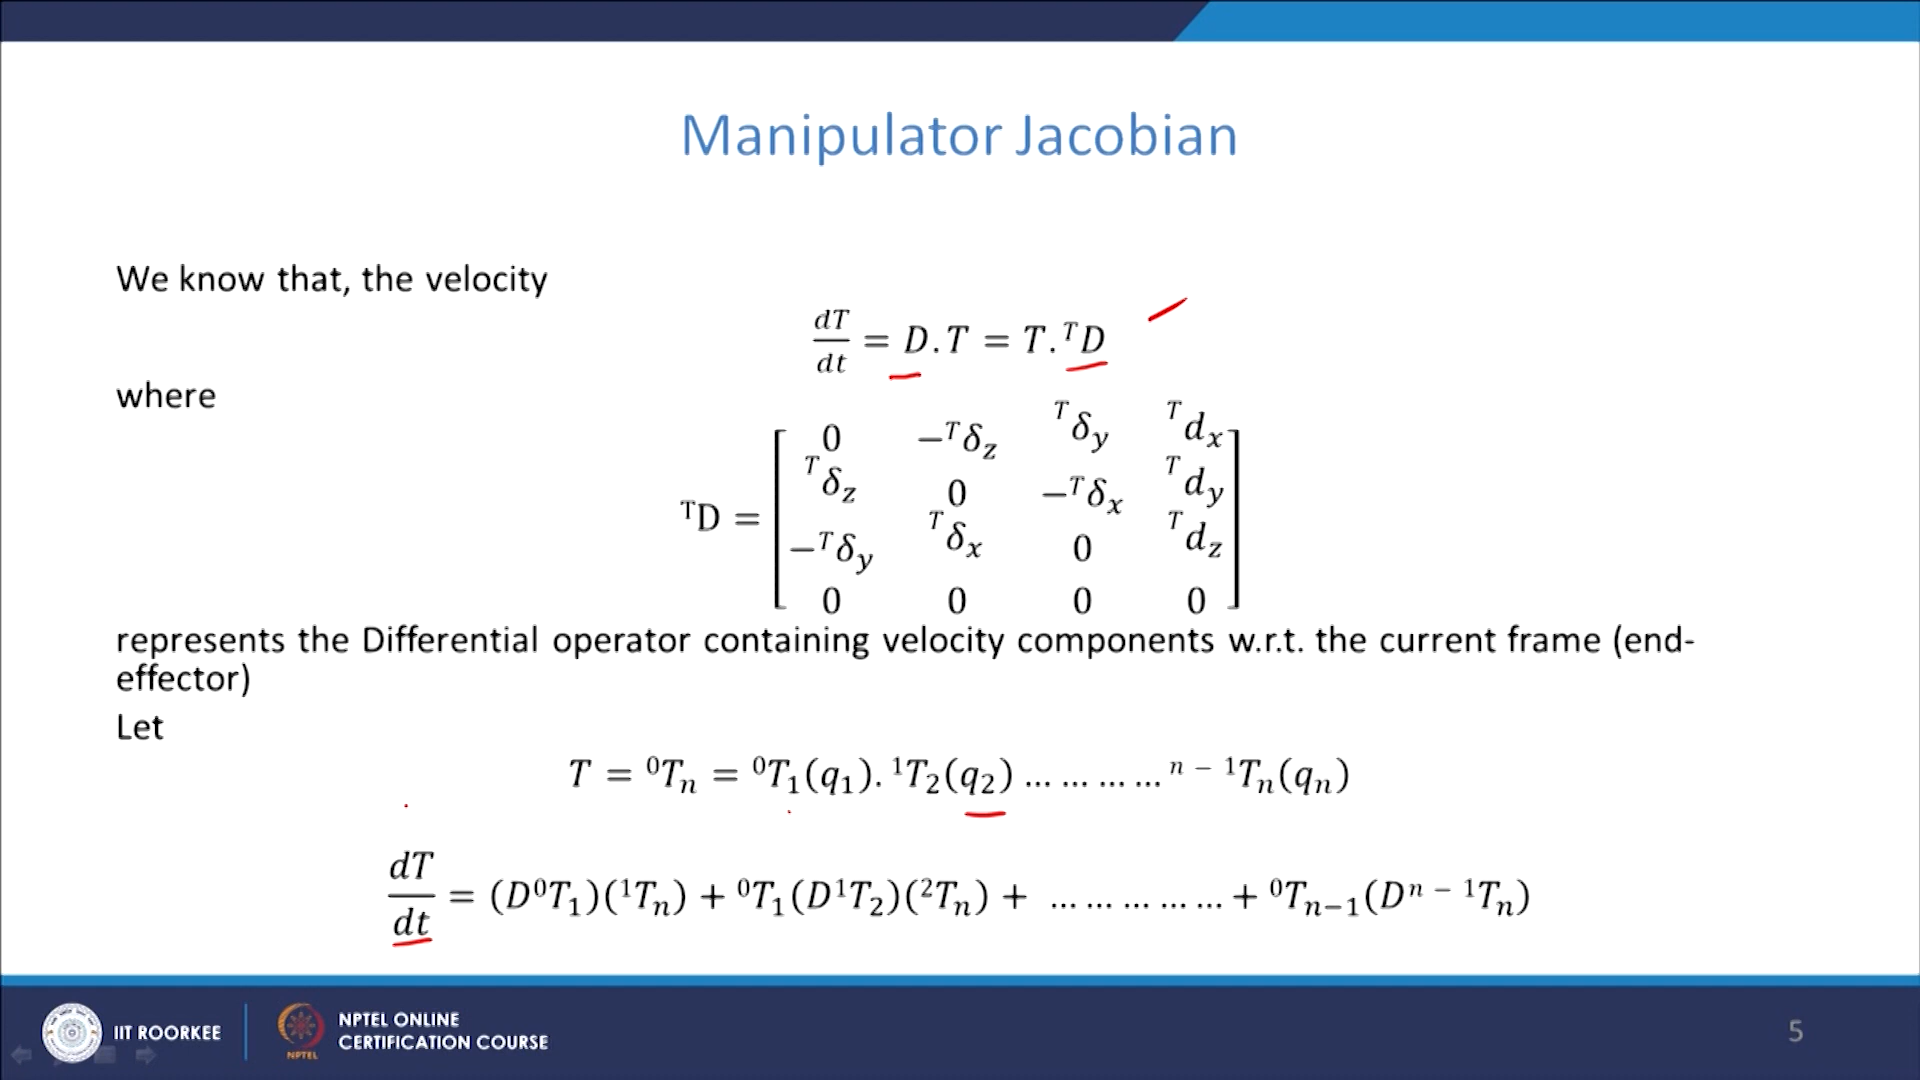 Manipulator Jacobian
We know that, the velocity
dT/dt = D.T = T.ᵀD
where
ᵀD = [ 0 −ᵀδz ᵀδy ᵀdx
ᵀδz 0 −ᵀδx ᵀdy
−ᵀδy ᵀδx 0 ᵀdz
0 0 0 0 ]
represents the Differential operator containing velocity components w.r.t. the current frame (end-
effector)
Let
T = ⁰Tₙ = ⁰T₁(q₁). ¹T₂(q₂) … … … … ⁿ ⁻ ¹Tₙ(qₙ)
dT/dt = (D⁰T₁)(¹Tₙ) + ⁰T₁(D¹T₂)(²Tₙ) + … … … … … + ⁰Tₙ₋₁(Dⁿ ⁻ ¹Tₙ)
IIT ROORKEE
NPTEL
NPTEL ONLINE
CERTIFICATION COURSE
5